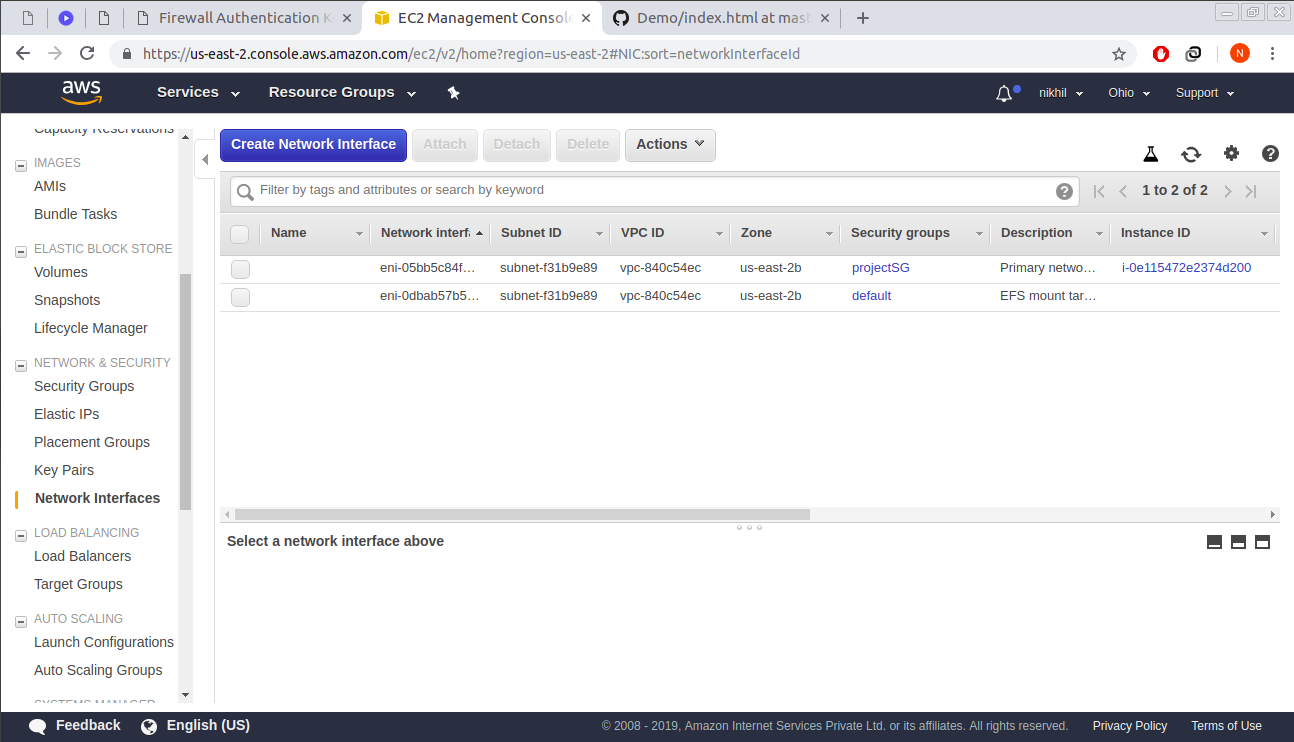 Firewall Authentication K
EC2 Management Console
Demo/index.html at mast
https://us-east-2.console.aws.amazon.com/ec2/v2/home?region=us-east-2#NIC:sort=networkInterfaceId
N
aws
Services
Resource Groups
nikhil
Ohio
Support
Capacity Reservations
IMAGES
AMIs
Bundle Tasks
ELASTIC BLOCK STORE
Volumes
Snapshots
Lifecycle Manager
NETWORK & SECURITY
Security Groups
Elastic IPs
Placement Groups
Key Pairs
Network Interfaces
LOAD BALANCING
Load Balancers
Target Groups
AUTO SCALING
Launch Configurations
Auto Scaling Groups
SYSTEMS MANAGER
Create Network Interface Attach Detach Delete Actions
Filter by tags and attributes or search by keyword
1 to 2 of 2
Name Network interf Subnet ID VPC ID Zone Security groups Description Instance ID
eni-05bb5c84f… subnet-f31b9e89 vpc-840c54ec us-east-2b projectSG Primary netwo… i-0e115472e2374d200
eni-0dbab57b5… subnet-f31b9e89 vpc-840c54ec us-east-2b default EFS mount tar…
Select a network interface above
Feedback
English (US)
© 2008 - 2019, Amazon Internet Services Private Ltd. or its affiliates. All rights reserved.
Privacy Policy
Terms of Use